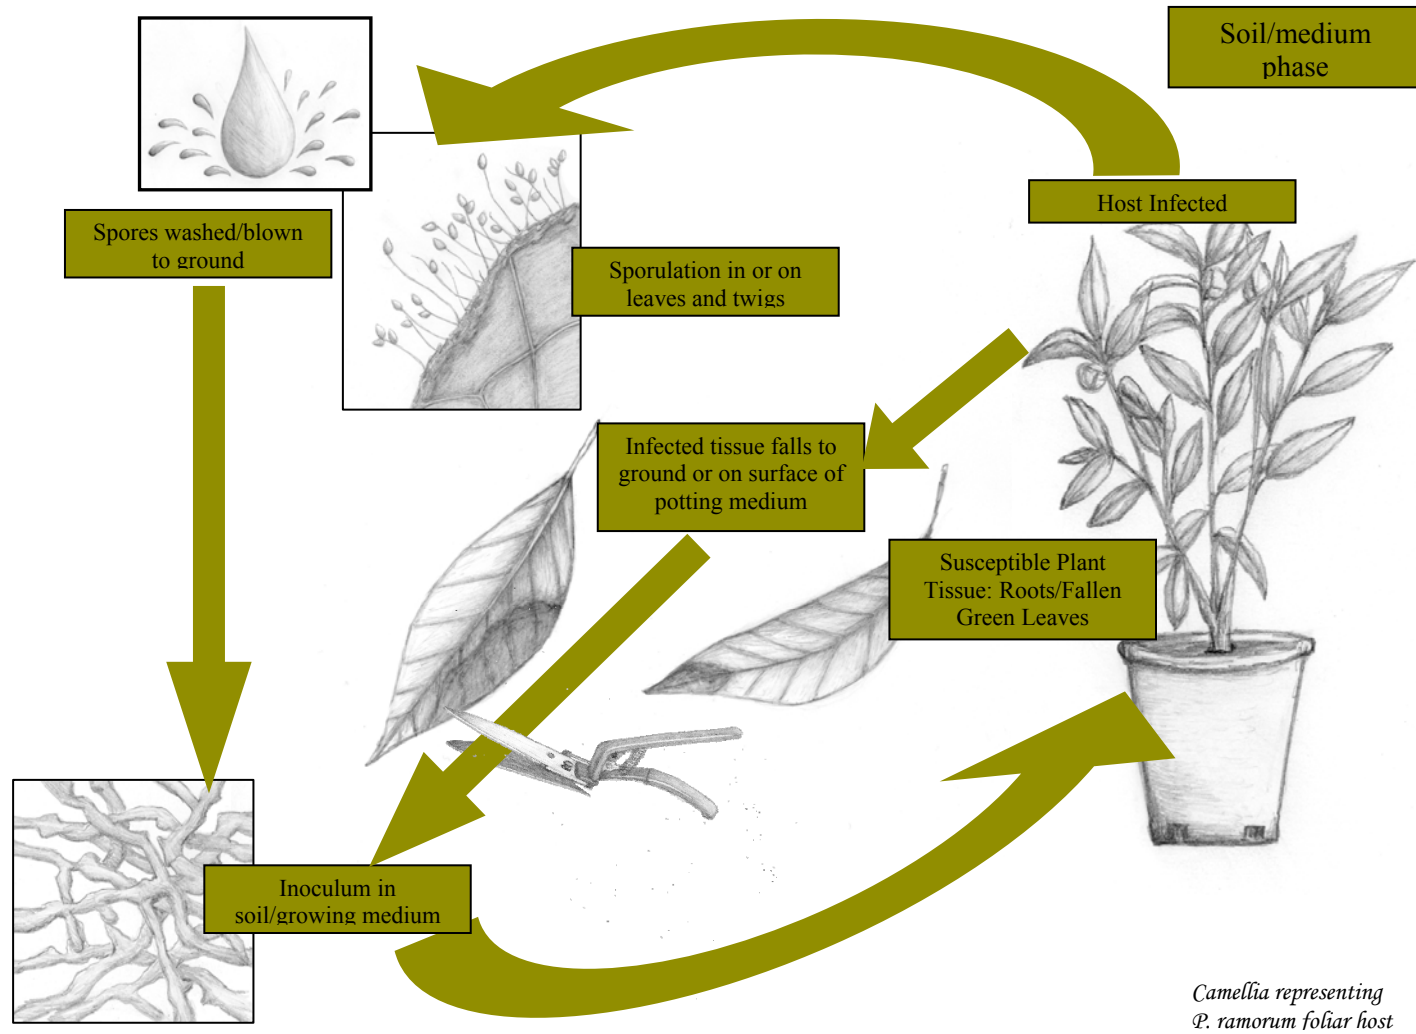 Soil/medium
phase
Host Infected
Spores washed/blown
to ground
Sporulation in or on
leaves and twigs
Infected tissue falls to
ground or on surface of
potting medium
Susceptible Plant
Tissue: Roots/Fallen
Green Leaves
Inoculum in
soil/growing medium
Camellia representing
P. ramorum foliar host